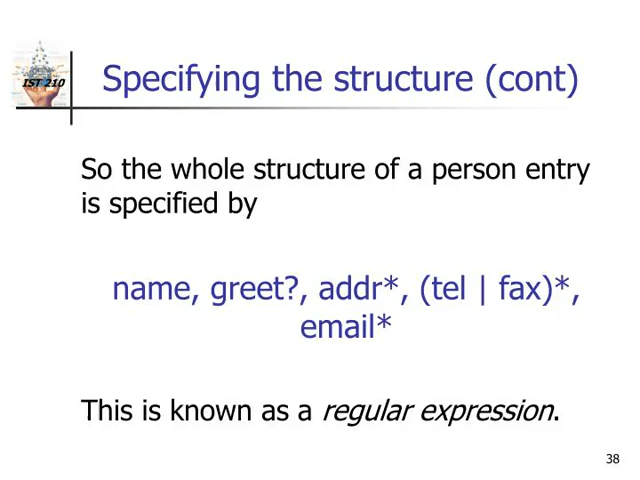 IST 210
Specifying the structure (cont)
So the whole structure of a person entry
is specified by
name, greet?, addr*, (tel | fax)*,
email*
This is known as a regular expression.
38